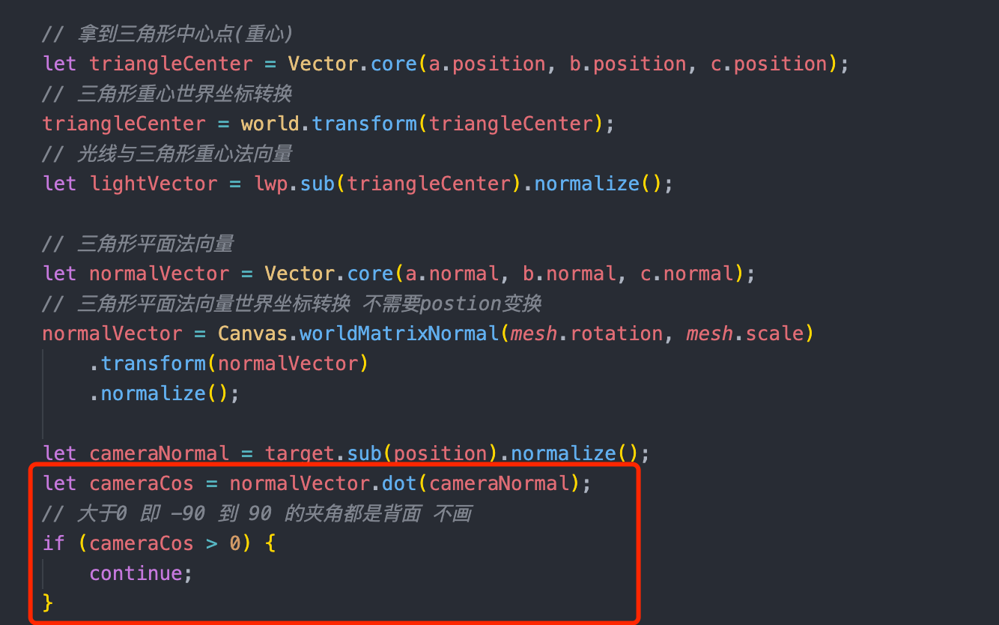 // 拿到三角形中心点(重心)
let triangleCenter = Vector.core(a.position, b.position, c.position);
// 三角形重心世界坐标转换
triangleCenter = world.transform(triangleCenter);
// 光线与三角形重心法向量
let lightVector = lwp.sub(triangleCenter).normalize();
// 三角形平面法向量
let normalVector = Vector.core(a.normal, b.normal, c.normal);
// 三角形平面法向量世界坐标转换 不需要postion变换
normalVector = Canvas.worldMatrixNormal(mesh.rotation, mesh.scale)
.transform(normalVector)
.normalize();
let cameraNormal = target.sub(position).normalize();
let cameraCos = normalVector.dot(cameraNormal);
// 大于0 即 -90 到 90 的夹角都是背面 不画
if (cameraCos > 0) {
continue;
}